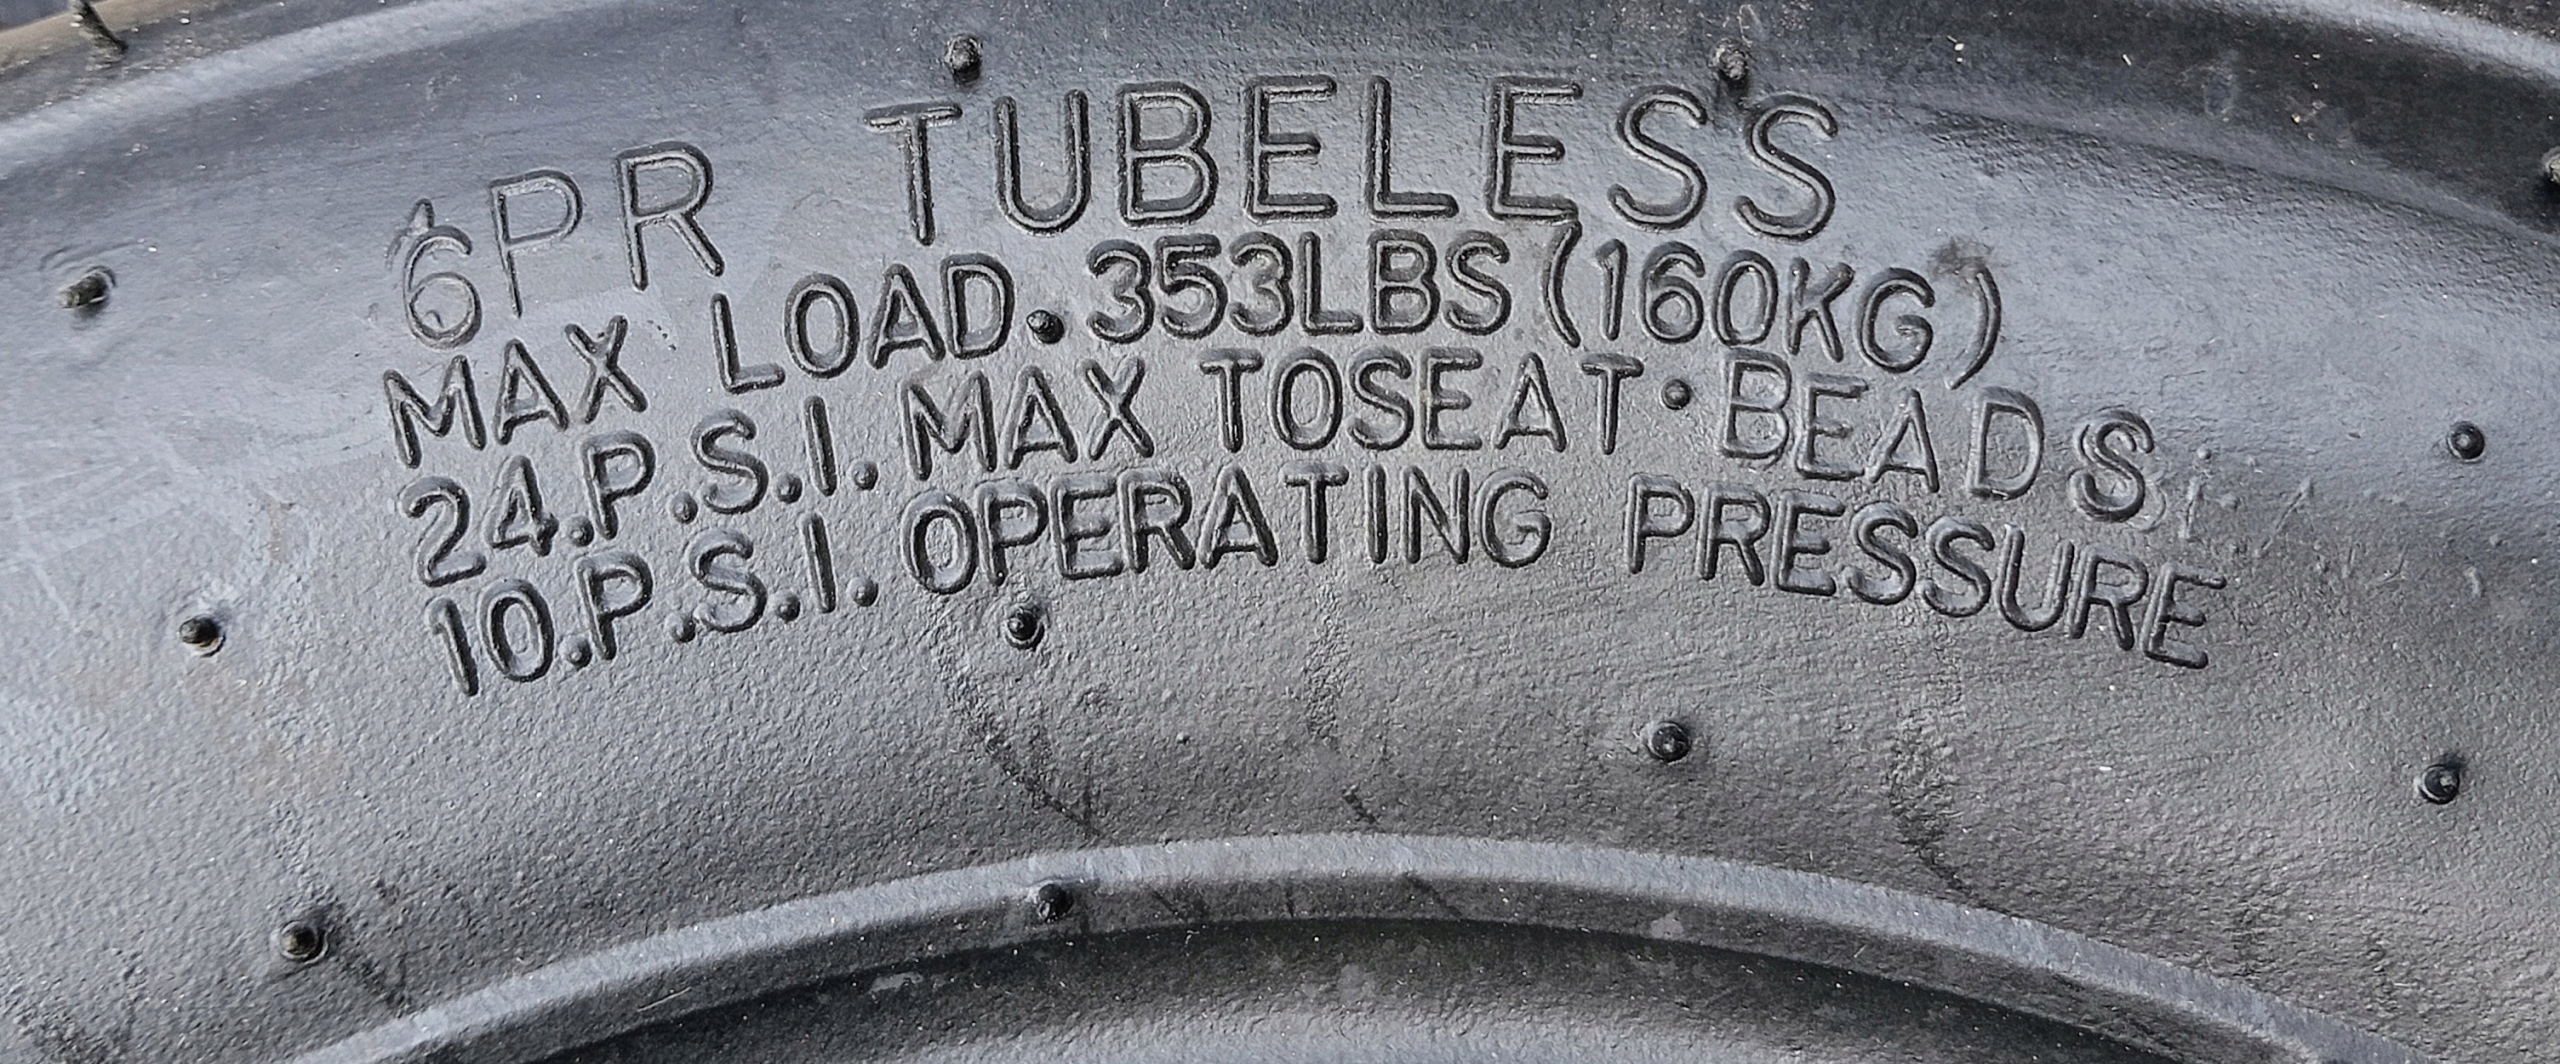 6PR TUBELESS
MAX LOAD.353LBS(160KG)
24.P.S.I.MAX TOSEAT BEADS
10.P.S.I.OPERATING PRESSURE